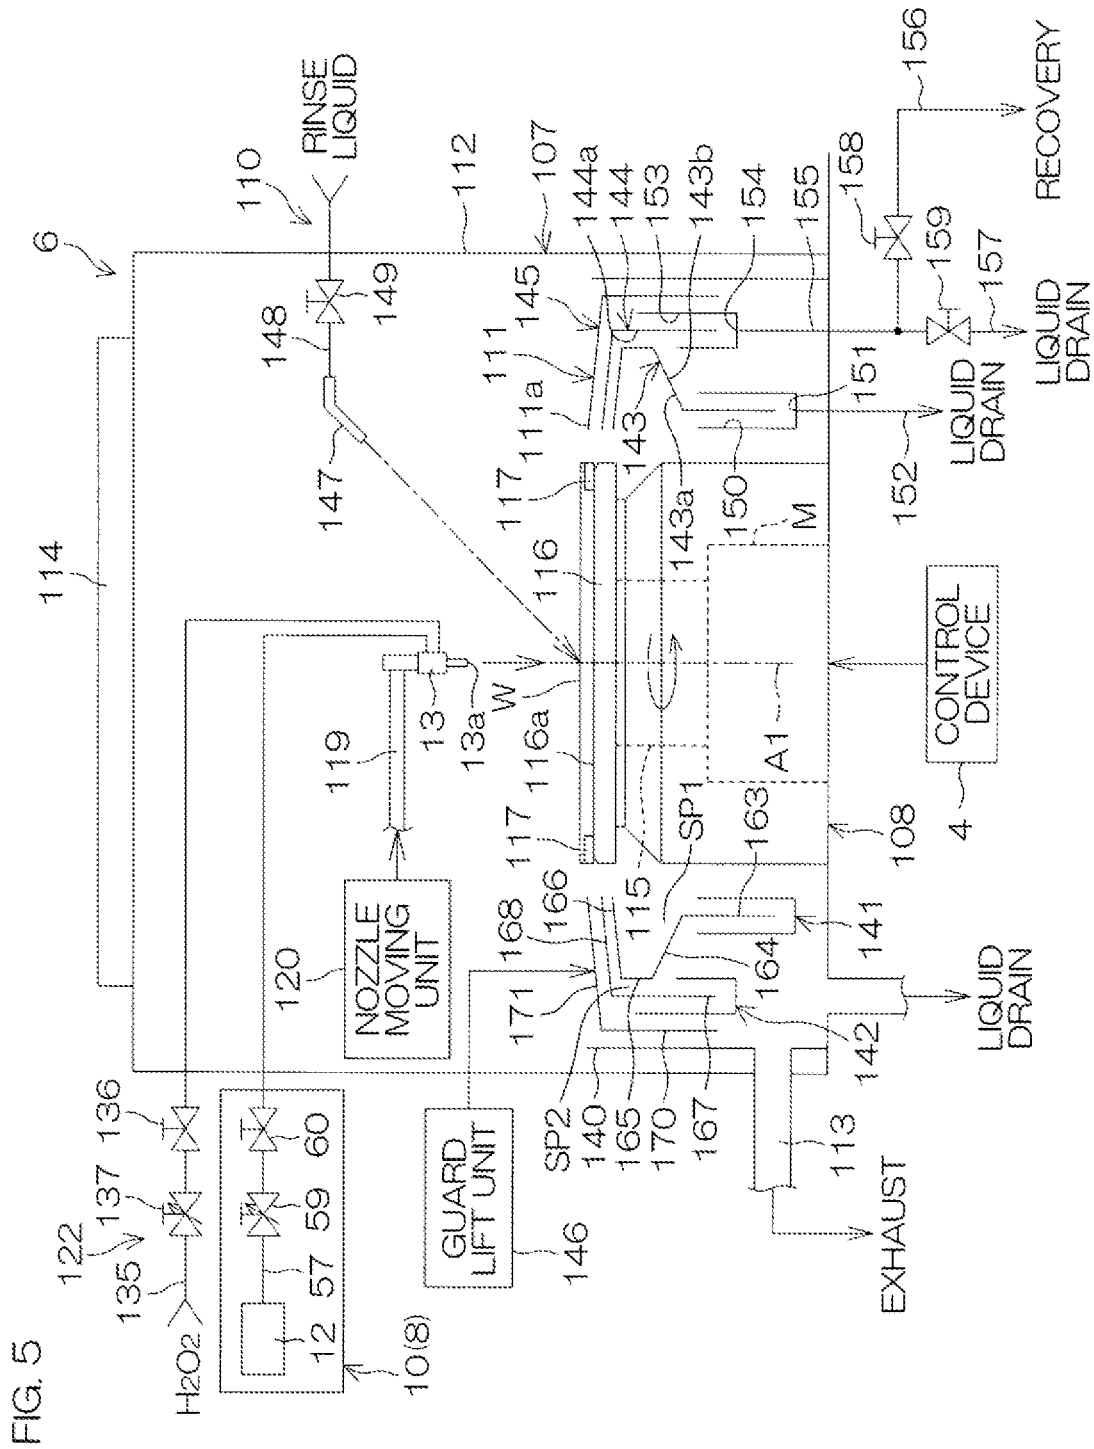 FIG. 5
6
114
110
RINSE
LIQUID
149
148
147
112
107
145
144a
144
153
143b
154
155
111
111a
117
143
143a
150
151
152
116
M
W
116a
13
13a
119
117
120
NOZZLE
MOVING
UNIT
A1
115
SP1
163
166
168
164
141
171
142
SP2
140
165
170
167
113
146
GUARD
LIFT UNIT
122
135
137
136
H2O2
12
57
59
60
10(8)
EXHAUST
LIQUID
DRAIN
108
4
CONTROL
DEVICE
LIQUID
DRAIN
LIQUID
DRAIN
157
159
158
156
RECOVERY